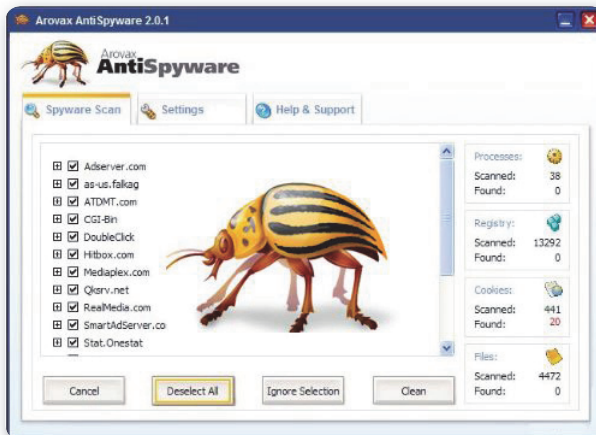 Arovax AntiSpyware 2.0.1
Arovax
AntiSpyware
Spyware Scan
Settings
Help & Support
Adserver.com
as-us.falkag
ATDMT.com
CGI-Bin
DoubleClick
Hitbox.com
Mediaplex.com
Qksrv.net
RealMedia.com
SmartAdServer.co
Stat.Onestat
Processes:
Scanned: 38
Found: 0
Registry:
Scanned: 13292
Found: 0
Cookies:
Scanned: 441
Found: 20
Files:
Scanned: 4472
Found: 0
Cancel
Deselect All
Ignore Selection
Clean